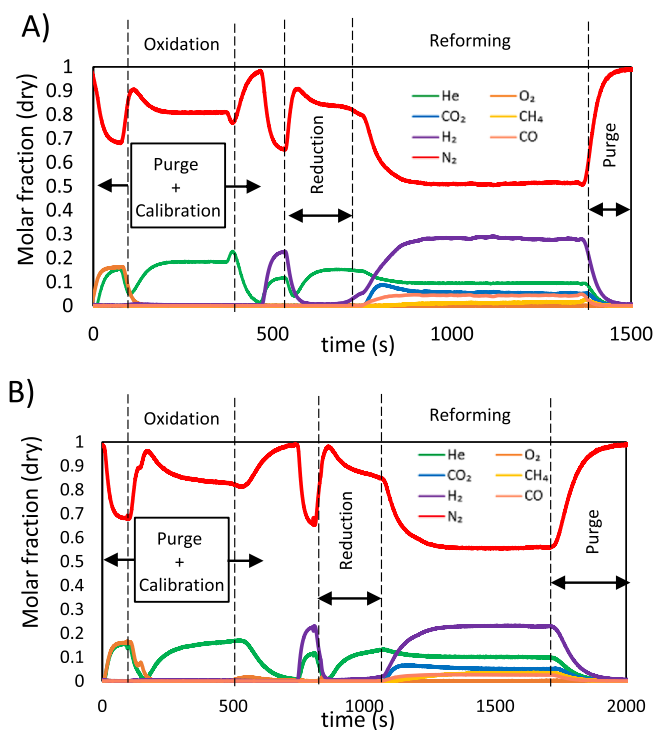 A)
Oxidation
Reforming
Molar fraction (dry)
1
0.9
0.8
0.7
0.6
0.5
0.4
0.3
0.2
0.1
0
He
O₂
CO₂
CH₄
H₂
CO
N₂
Purge
+
Calibration
Reduction
Purge
0
500
1000
1500
time (s)
B)
Oxidation
Reforming
Molar fraction (dry)
1
0.9
0.8
0.7
0.6
0.5
0.4
0.3
0.2
0.1
0
He
O₂
CO₂
CH₄
H₂
CO
N₂
Purge
+
Calibration
Reduction
Purge
0
500
1000
1500
2000
time (s)